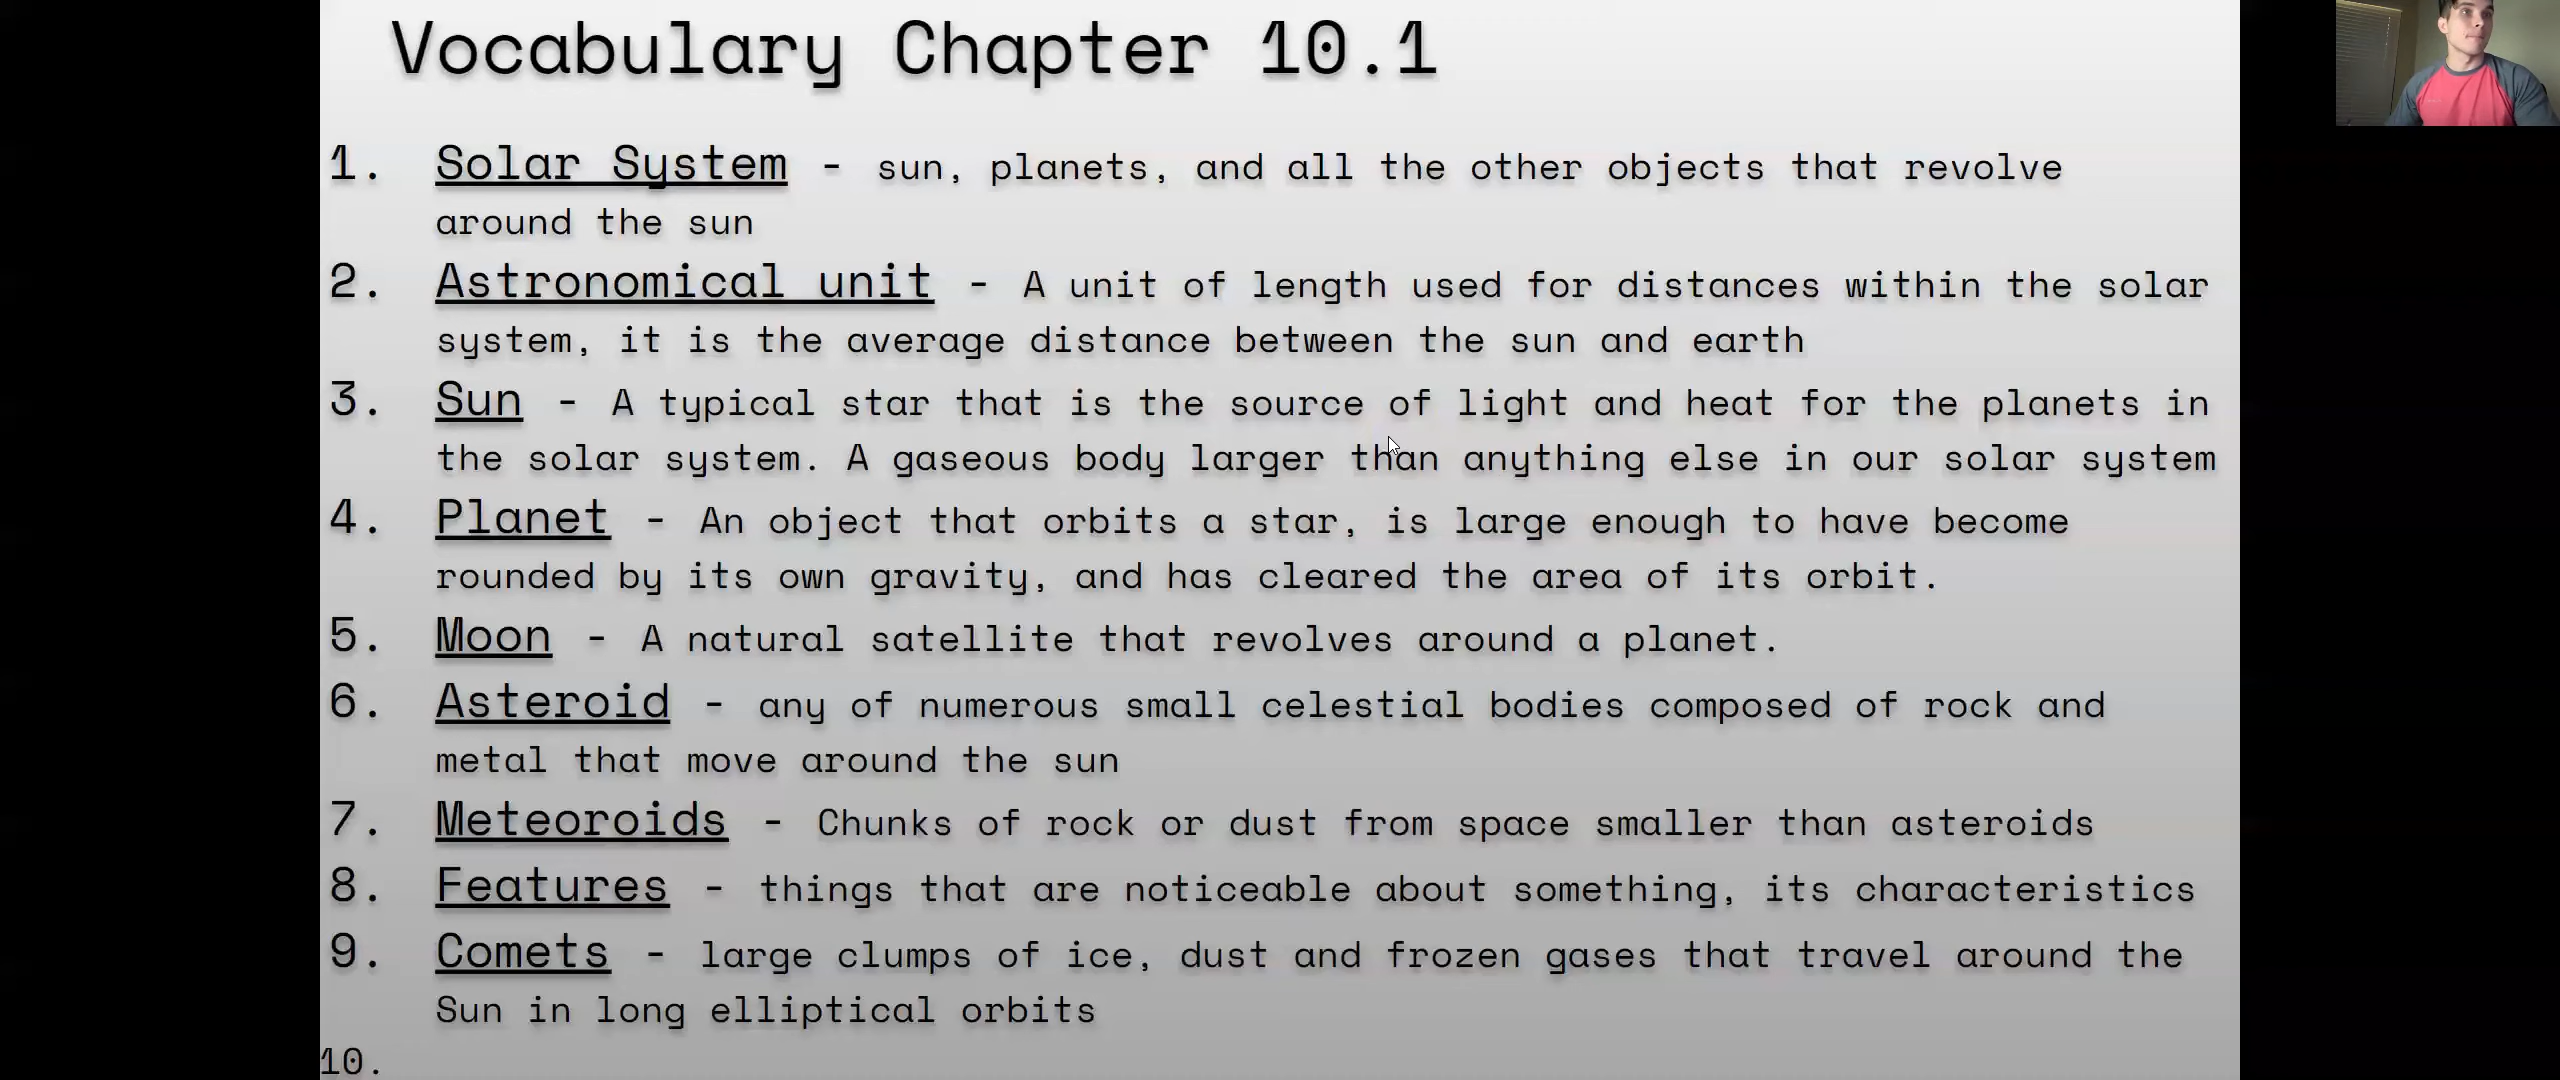 Vocabulary Chapter 10.1
1. Solar System - sun, planets, and all the other objects that revolve
around the sun
2. Astronomical unit - A unit of length used for distances within the solar
system, it is the average distance between the sun and earth
3. Sun - A typical star that is the source of light and heat for the planets in
the solar system. A gaseous body larger than anything else in our solar system
4. Planet - An object that orbits a star, is large enough to have become
rounded by its own gravity, and has cleared the area of its orbit.
5. Moon - A natural satellite that revolves around a planet.
6. Asteroid - any of numerous small celestial bodies composed of rock and
metal that move around the sun
7. Meteoroids - Chunks of rock or dust from space smaller than asteroids
8. Features - things that are noticeable about something, its characteristics
9. Comets - large clumps of ice, dust and frozen gases that travel around the
Sun in long elliptical orbits
10.